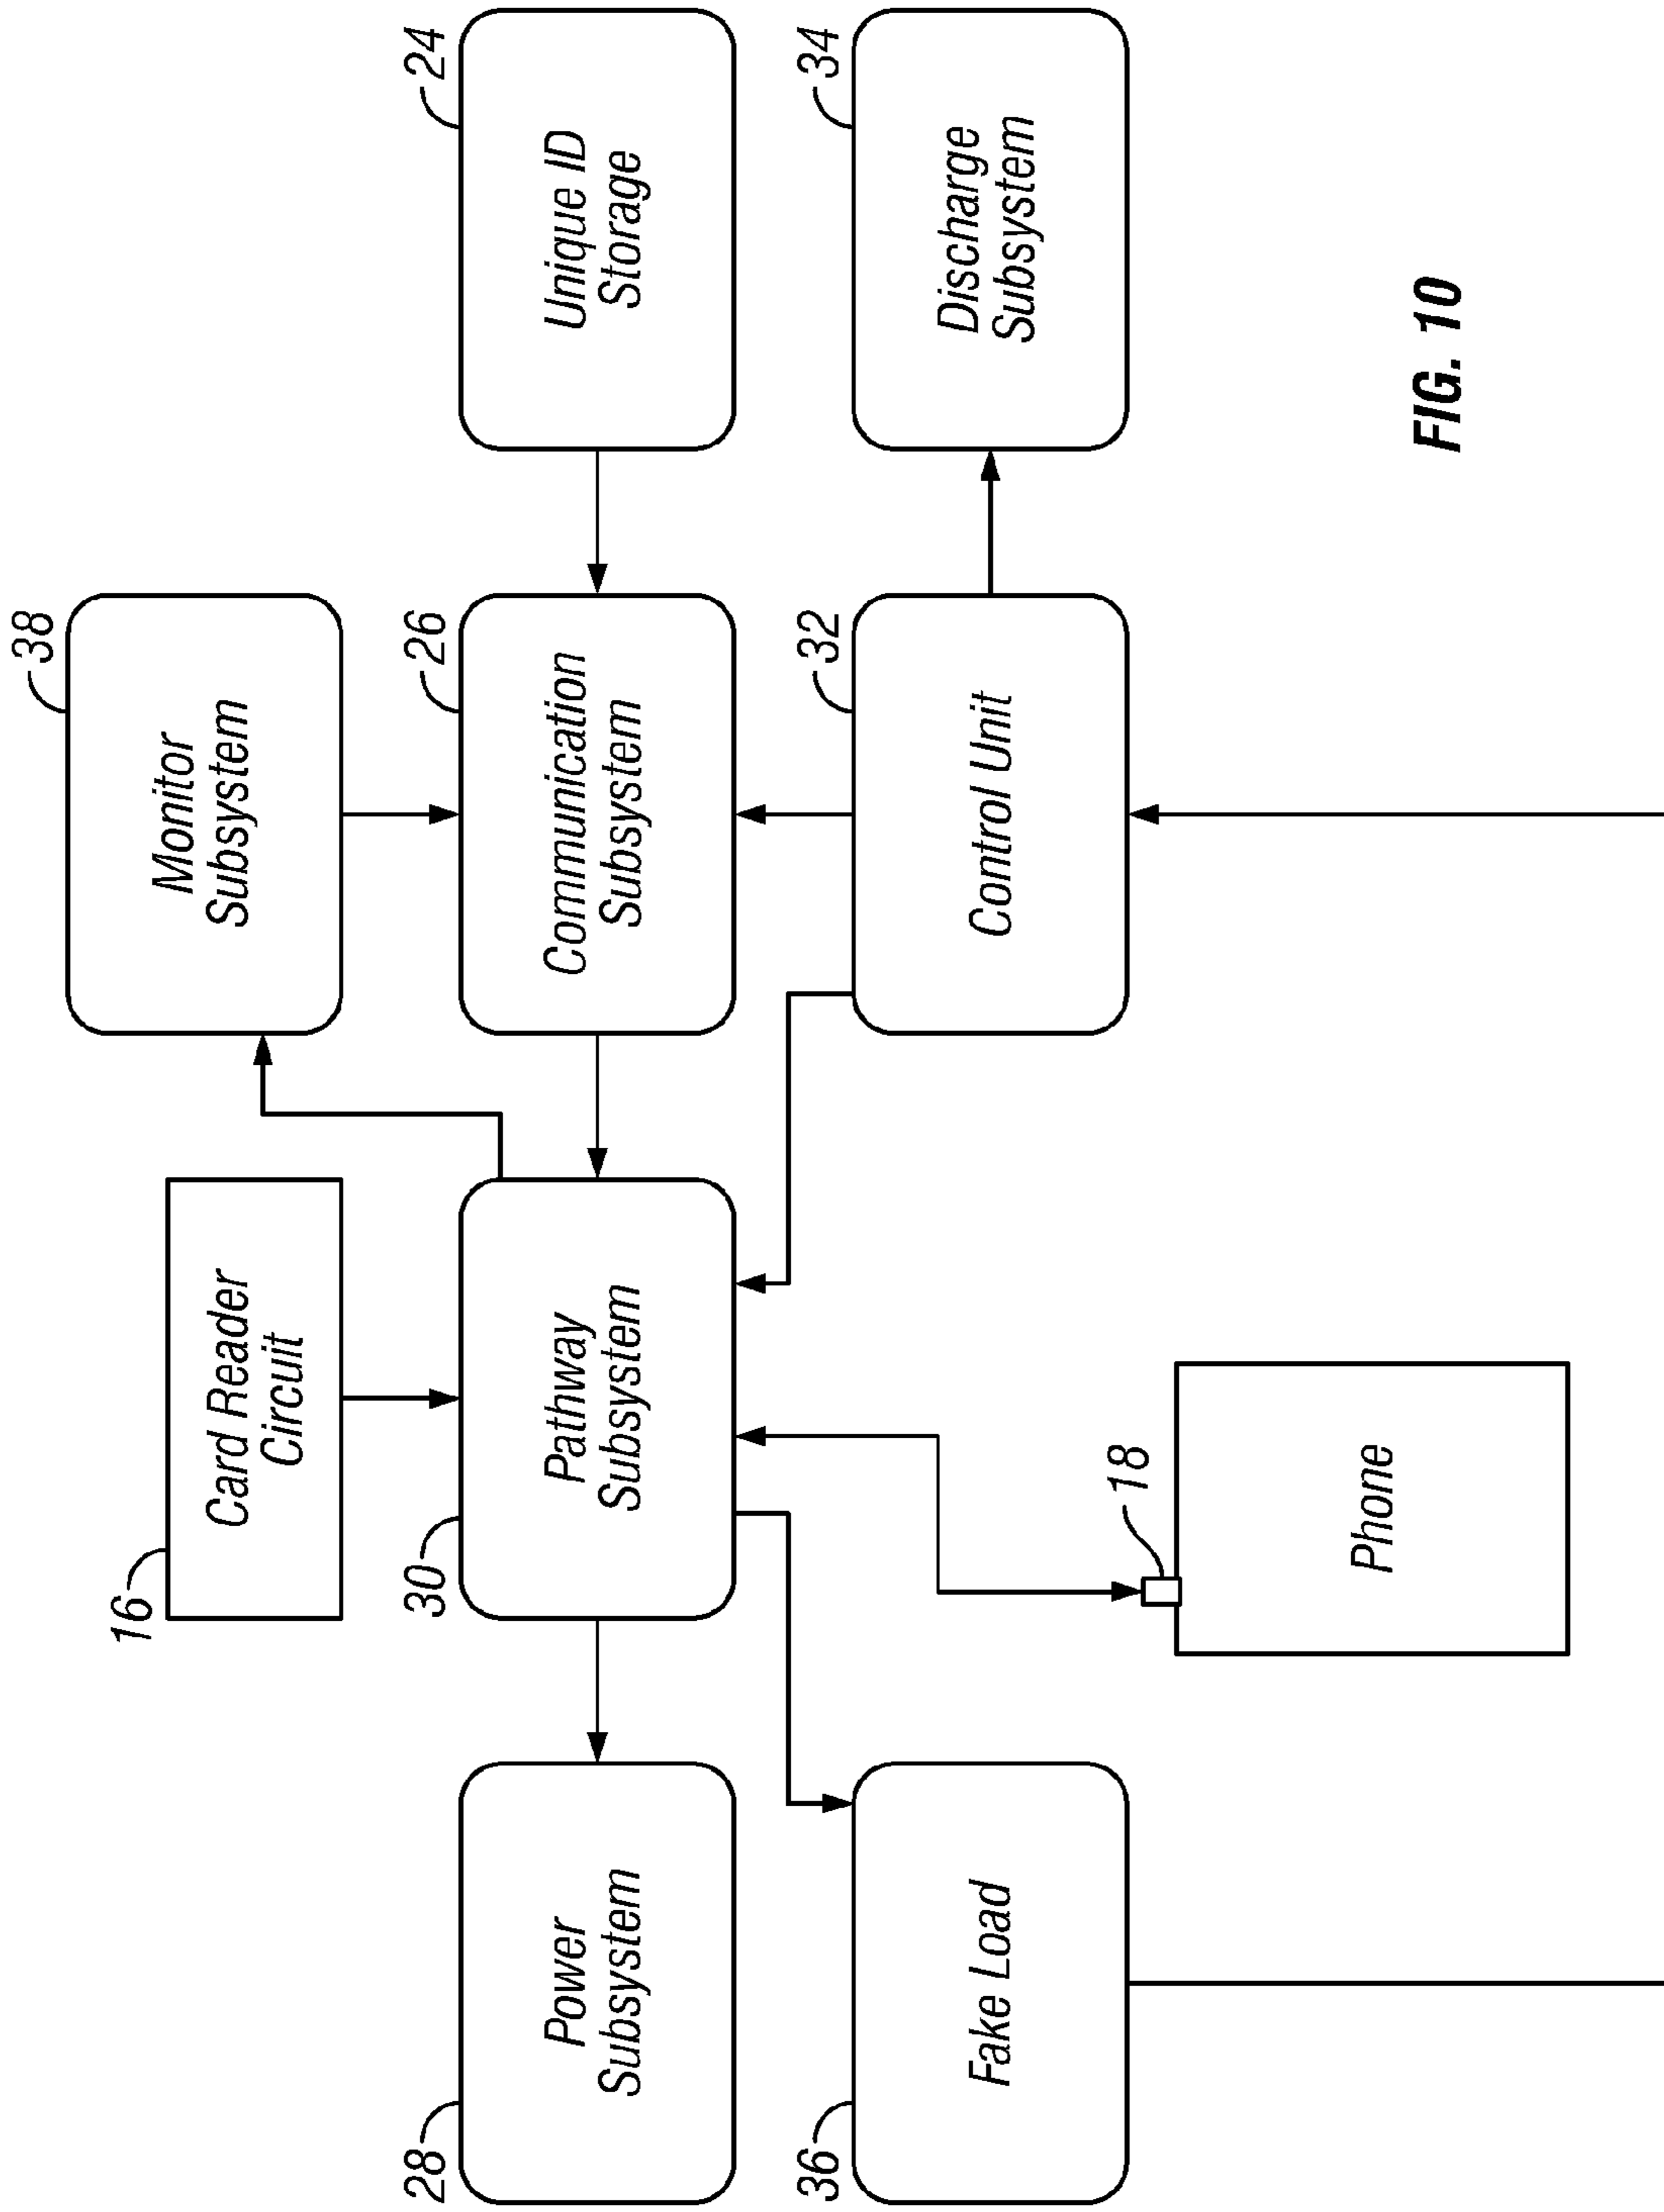 38
Monitor
Subsystem
16
Card Reader
Circuit
24
Unique ID
Storage
26
Communication
Subsystem
30
Pathway
Subsystem
28
Power
Subsystem
34
Discharge
Subsystem
32
Control Unit
36
Fake Load
18
Phone
FIG. 10